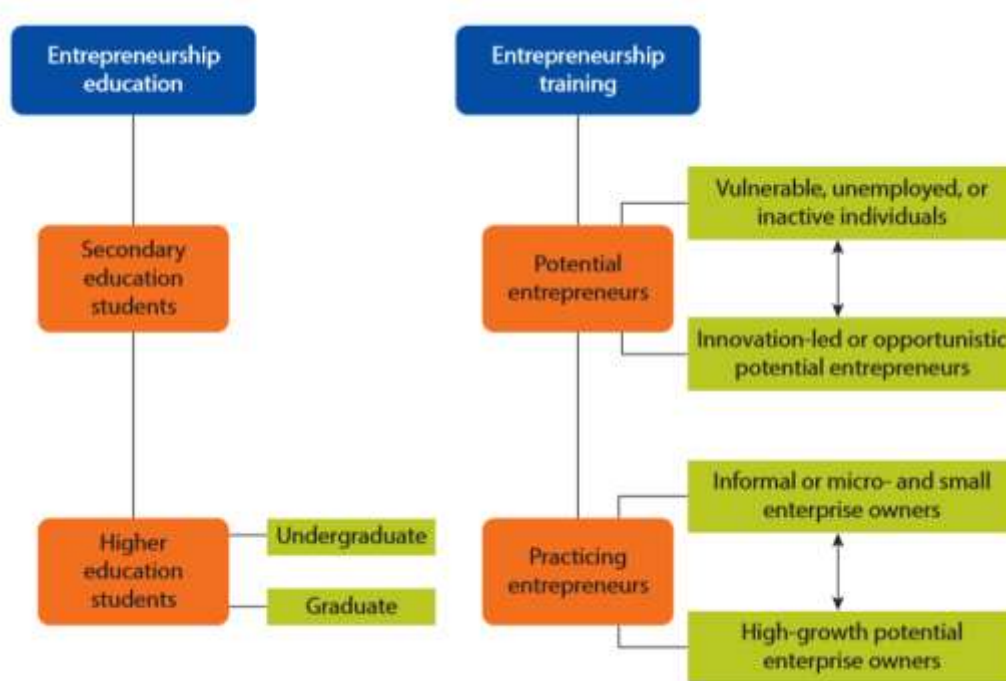 Entrepreneurship
education
Secondary
education
students
Higher
education
students
Undergraduate
Graduate
Entrepreneurship
training
Potential
entrepreneurs
Vulnerable, unemployed, or
inactive individuals
Innovation-led or opportunistic
potential entrepreneurs
Practicing
entrepreneurs
Informal or micro- and small
enterprise owners
High-growth potential
enterprise owners